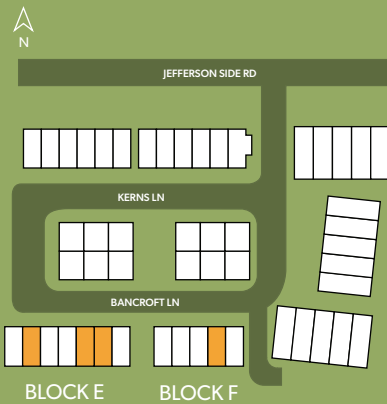 N
JEFFERSON SIDE RD
KERNS LN
BANCROFT LN
BLOCK E
BLOCK F